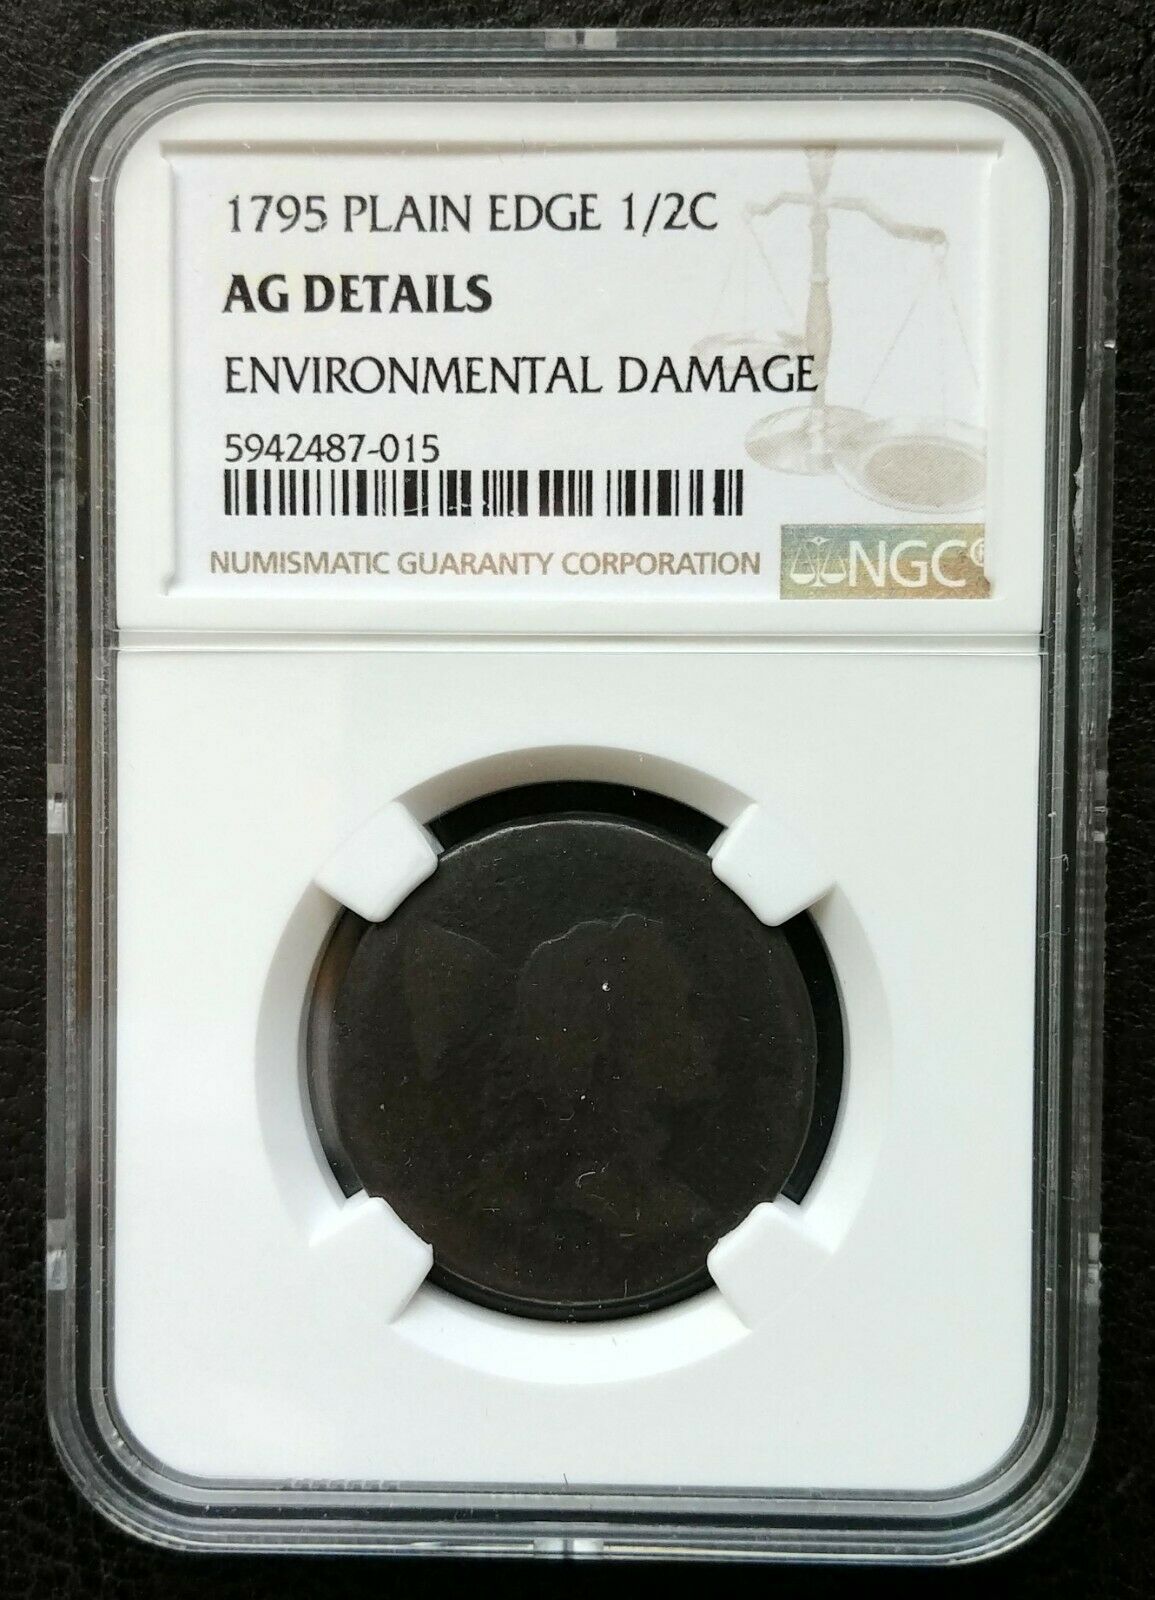 1795 PLAIN EDGE 1/2C
AG DETAILS
ENVIRONMENTAL DAMAGE
5942487-015
NUMISMATIC GUARANTY CORPORATION
NGC®